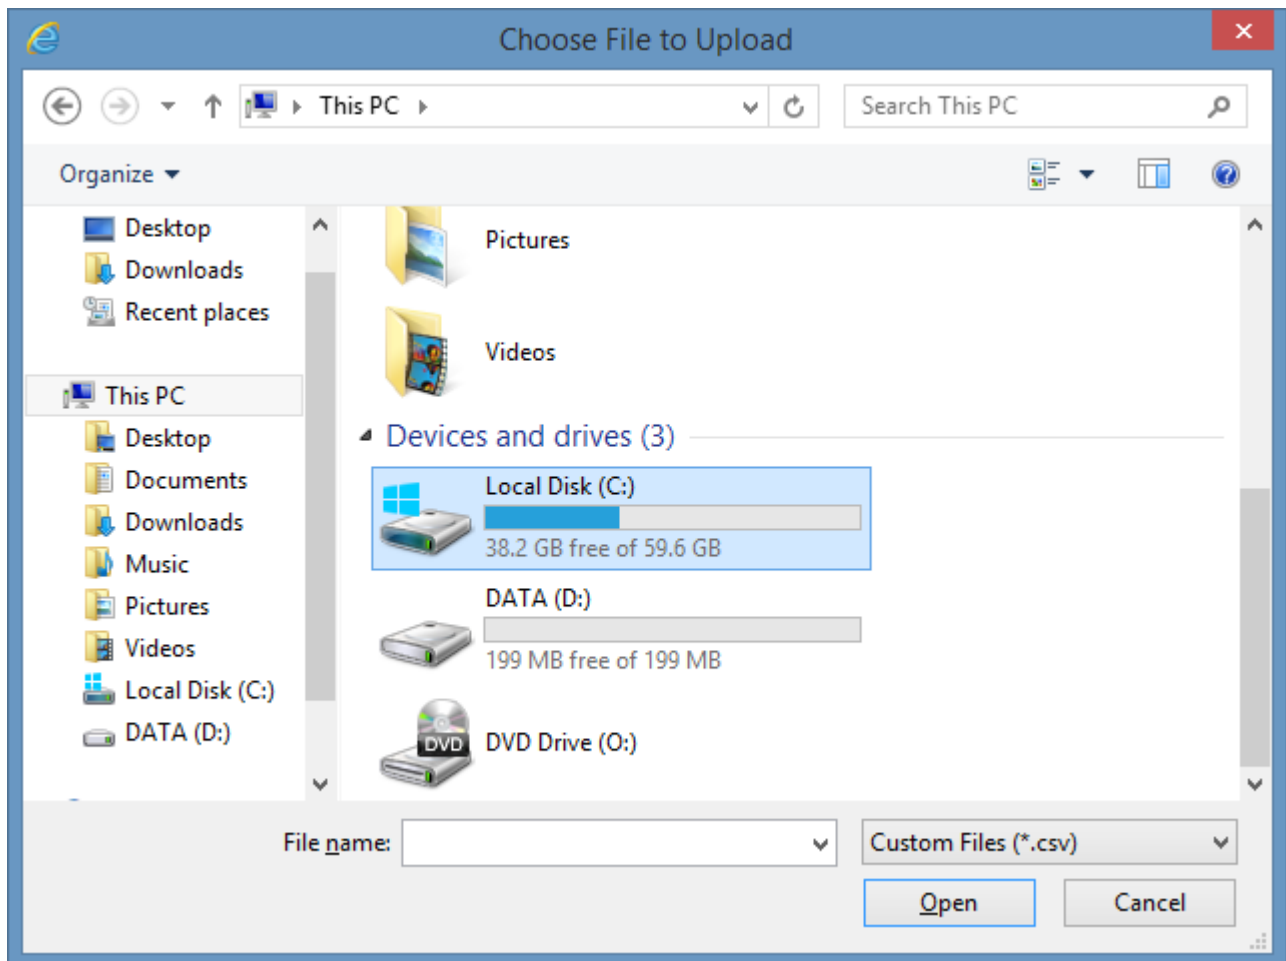 Choose File to Upload
This PC
Search This PC
Organize
Desktop
Downloads
Recent places
This PC
Desktop
Documents
Downloads
Music
Pictures
Videos
Local Disk (C:)
DATA (D:)
Pictures
Videos
Devices and drives (3)
Local Disk (C:)
38.2 GB free of 59.6 GB
DATA (D:)
199 MB free of 199 MB
DVD
DVD Drive (O:)
File name:
Custom Files (*.csv)
Open
Cancel